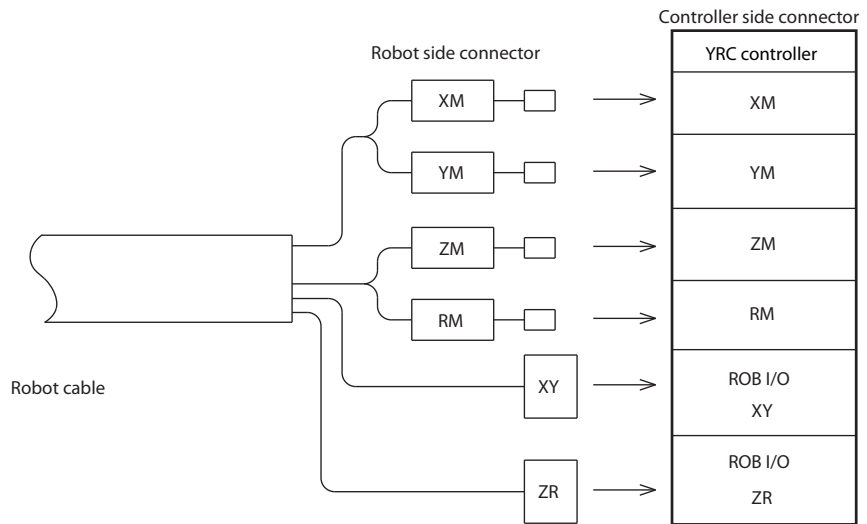 Controller side connector
Robot side connector
YRC controller
XM
XM
YM
YM
ZM
ZM
RM
RM
XY
ROB I/O
XY
Robot cable
ZR
ROB I/O
ZR